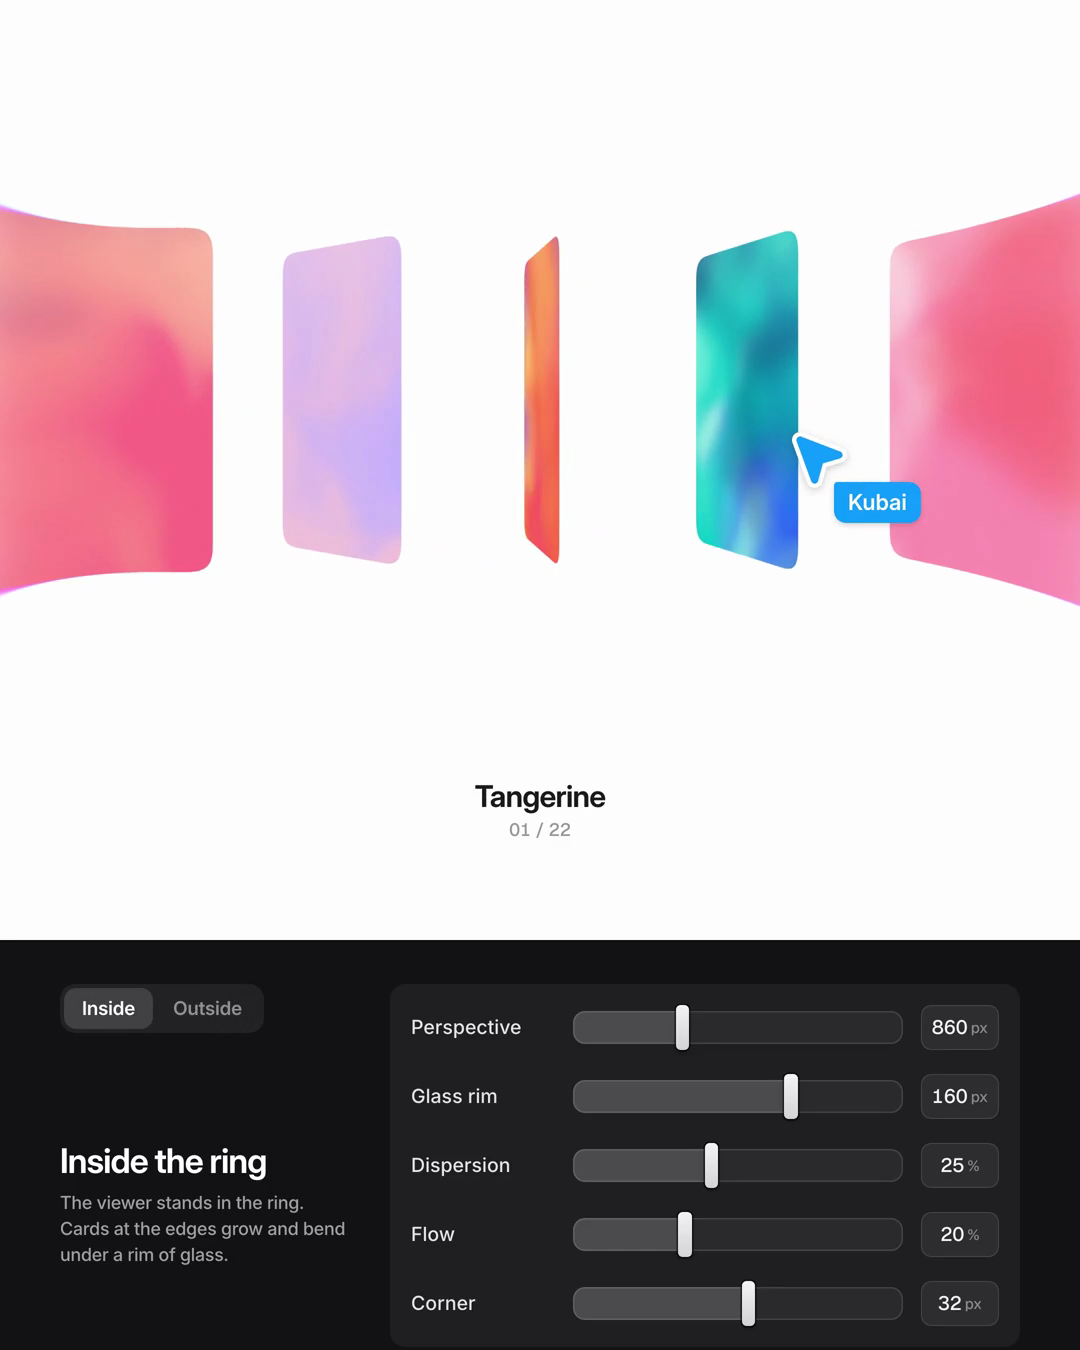 Kubai
Tangerine
01 / 22
Inside
Outside
Inside the ring
The viewer stands in the ring.
Cards at the edges grow and bend
under a rim of glass.
Perspective
860 px
Glass rim
160 px
Dispersion
25 %
Flow
20 %
Corner
32 px